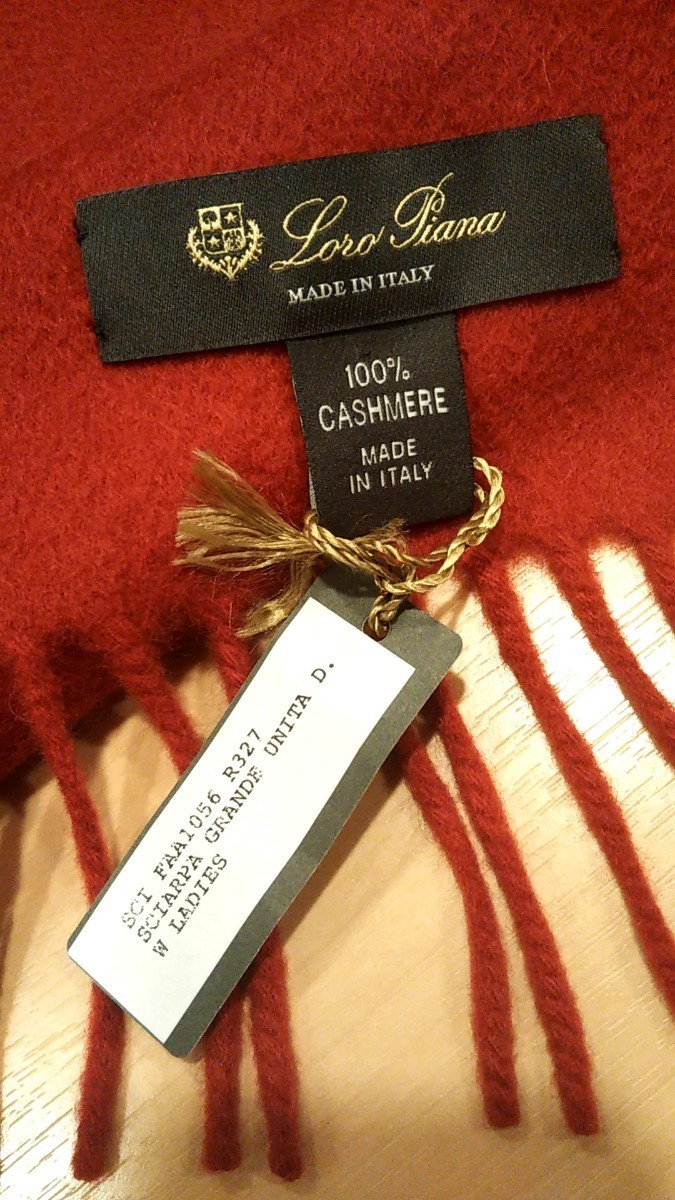 Loro Piana
MADE IN ITALY
100%
CASHMERE
MADE
IN ITALY
SCI FAA1056 R327
SCIARPA GRANDE UNITA D.
W LADIES